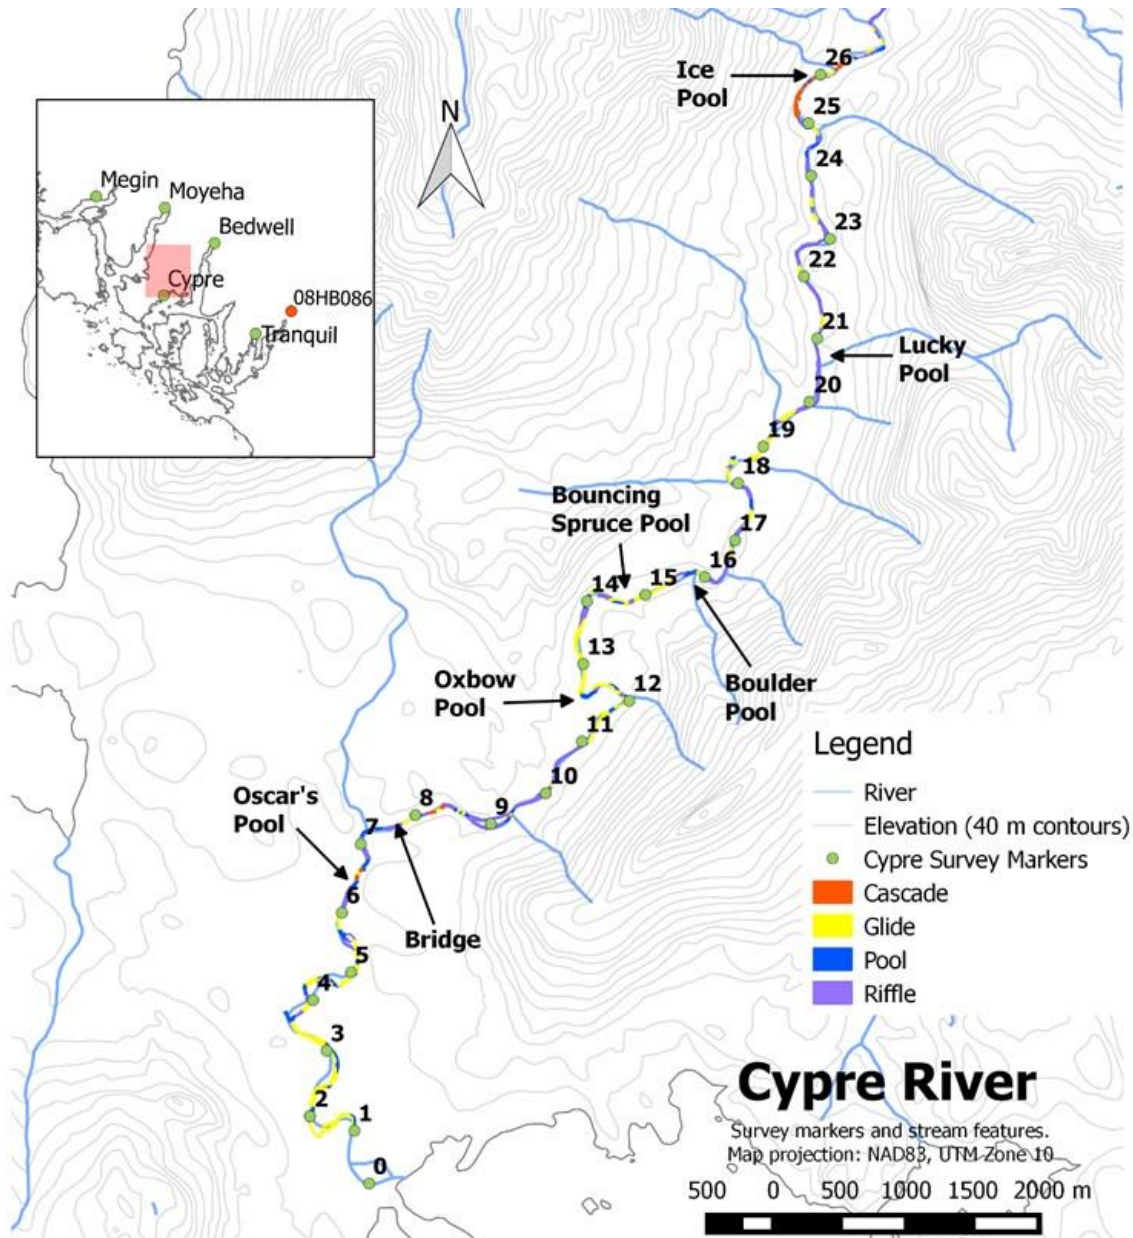 26
Ice
Pool
25
N
24
Megin
Moyeha
23
Bedwell
22
Cypre
08HB086
21
Tranquil
Lucky
Pool
20
19
18
Bouncing
Spruce Pool
17
16
15
14
13
Oxbow
Pool
12
Boulder
Pool
11
Legend
10
River
Oscar's
Pool
8
9
Elevation (40 m contours)
7
Cypre Survey Markers
Cascade
6
Glide
Bridge
5
Pool
4
Riffle
3
Cypre River
2
1
Survey markers and stream features.
Map projection: NAD83, UTM Zone 10
0
500 0 500 1000 1500 2000 m